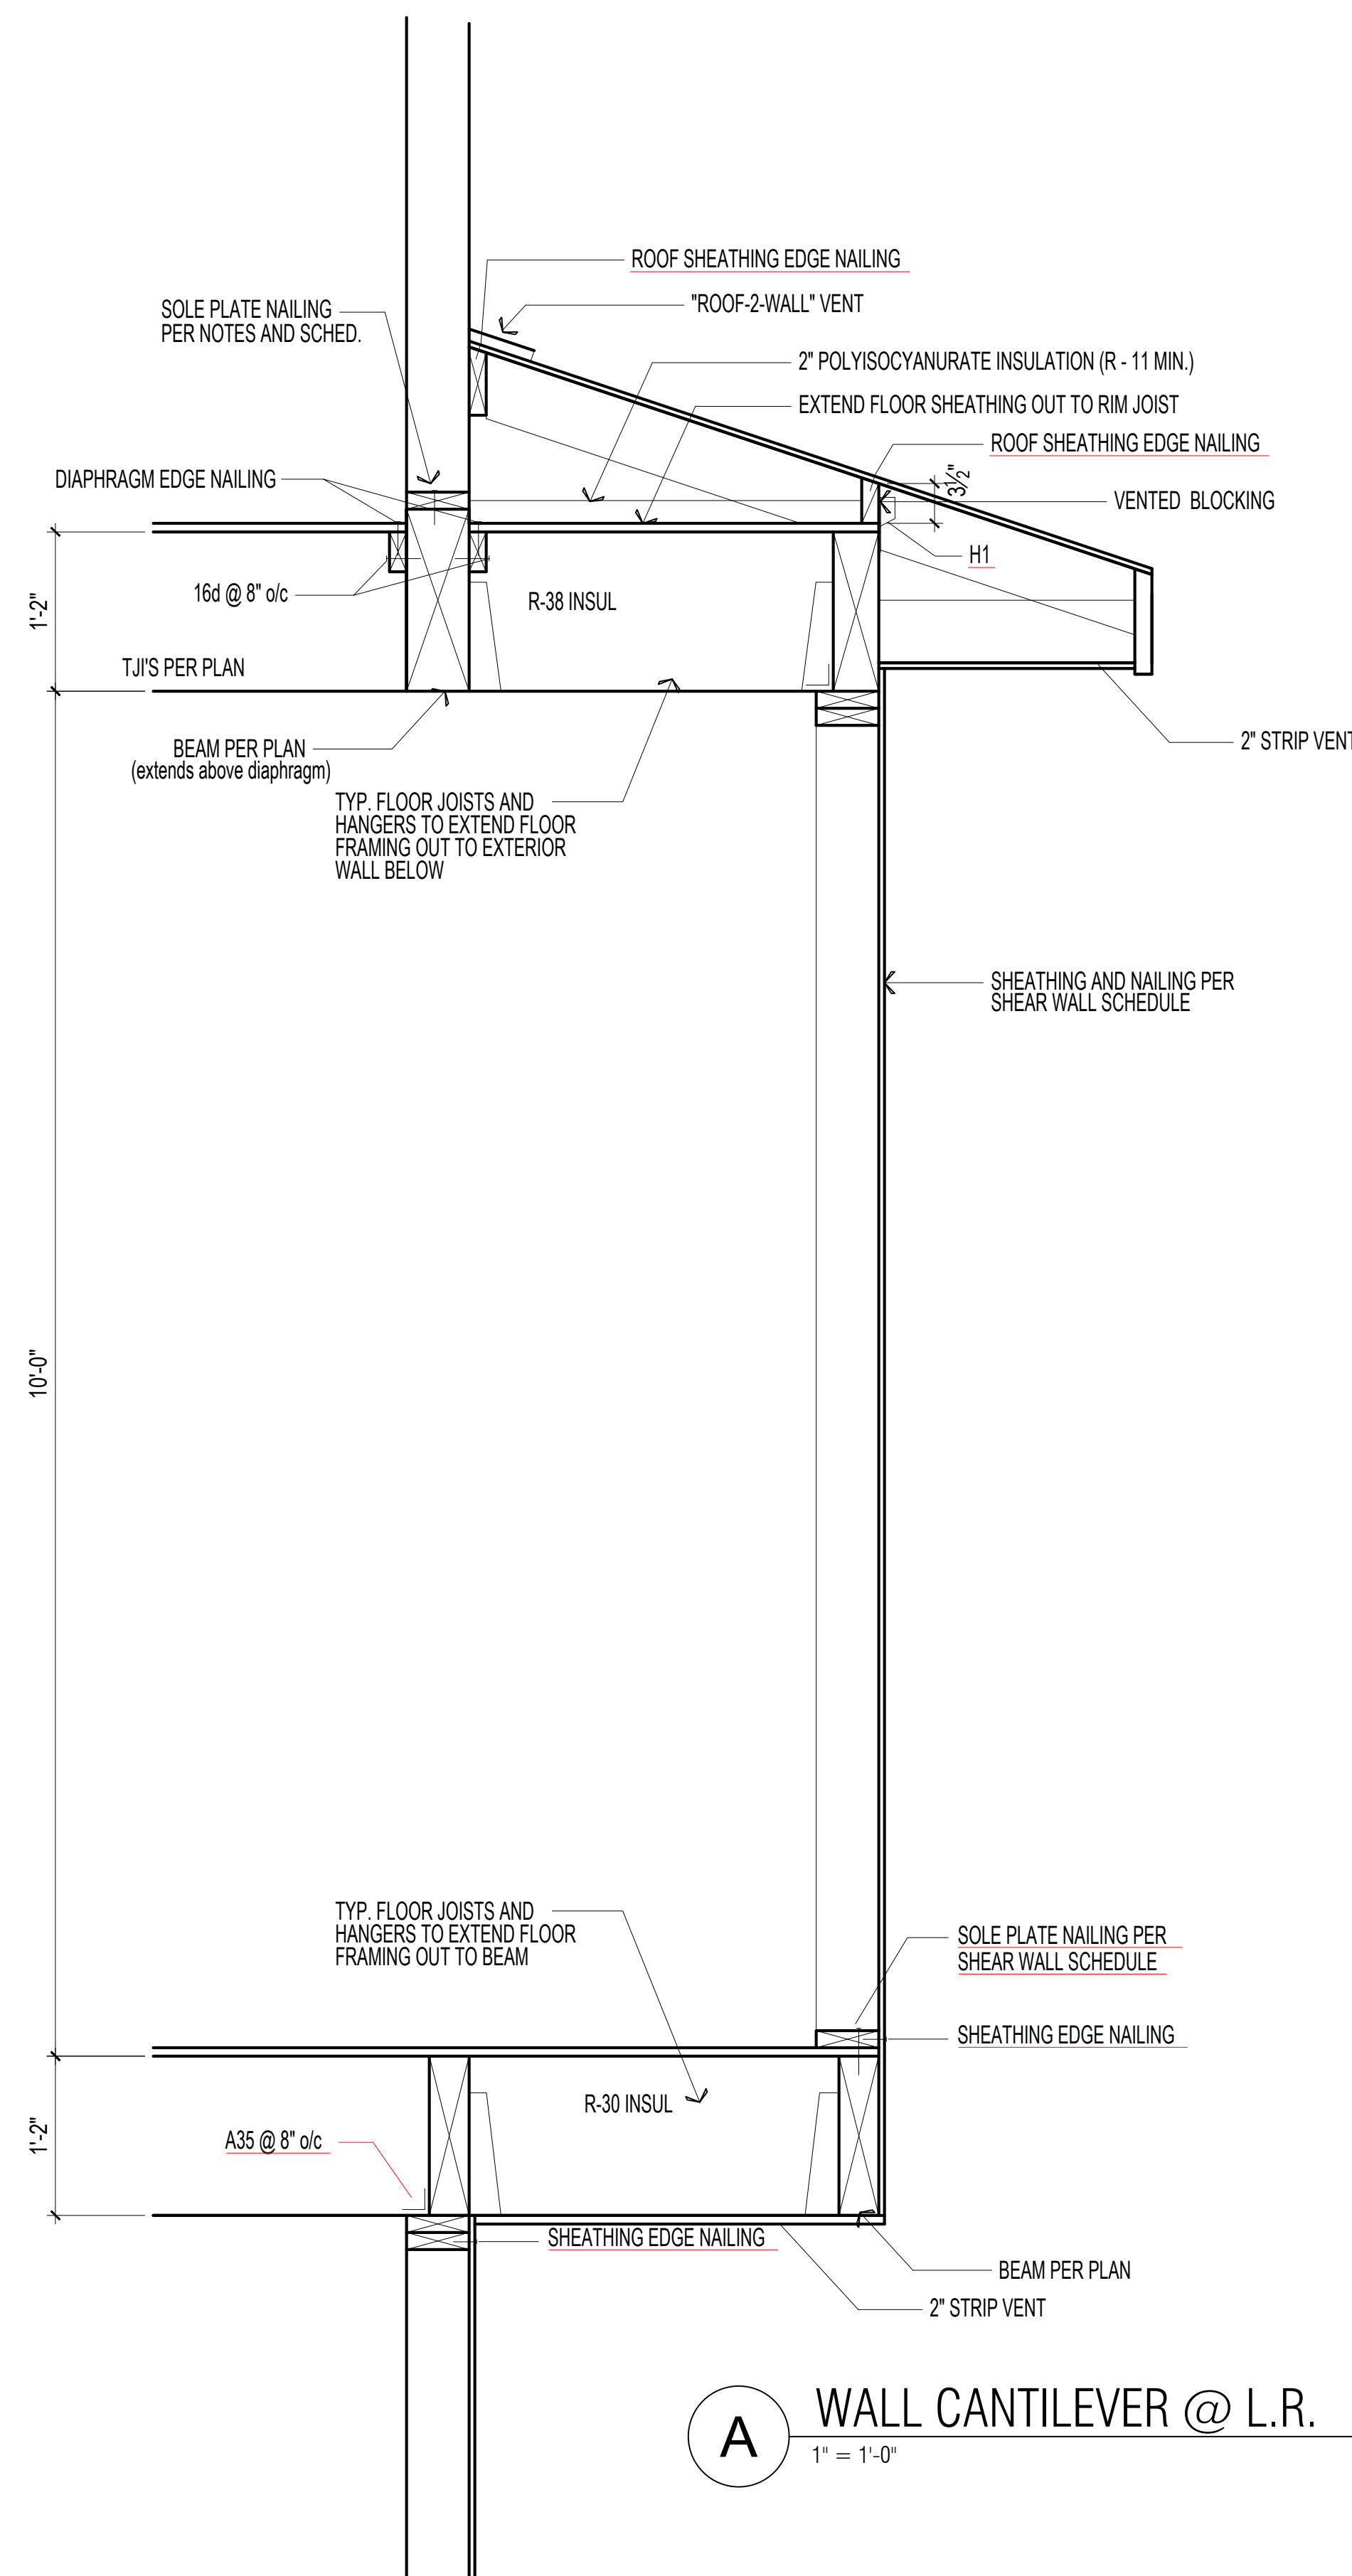 ROOF SHEATHING EDGE NAILING
"ROOF-2-WALL" VENT
SOLE PLATE NAILING
PER NOTES AND SCHED.
2" POLYISOCYANURATE INSULATION (R - 11 MIN.)
EXTEND FLOOR SHEATHING OUT TO RIM JOIST
ROOF SHEATHING EDGE NAILING
DIAPHRAGM EDGE NAILING
3½"
VENTED BLOCKING
H1
16d @ 8" o/c
R-38 INSUL
1'-2"
TJI'S PER PLAN
BEAM PER PLAN
(extends above diaphragm)
2" STRIP VENT
TYP. FLOOR JOISTS AND
HANGERS TO EXTEND FLOOR
FRAMING OUT TO EXTERIOR
WALL BELOW
SHEATHING AND NAILING PER
SHEAR WALL SCHEDULE
10'-0"
TYP. FLOOR JOISTS AND
HANGERS TO EXTEND FLOOR
FRAMING OUT TO BEAM
SOLE PLATE NAILING PER
SHEAR WALL SCHEDULE
SHEATHING EDGE NAILING
R-30 INSUL
1'-2"
A35 @ 8" o/c
SHEATHING EDGE NAILING
BEAM PER PLAN
2" STRIP VENT
A
WALL CANTILEVER @ L.R.
1" = 1'-0"